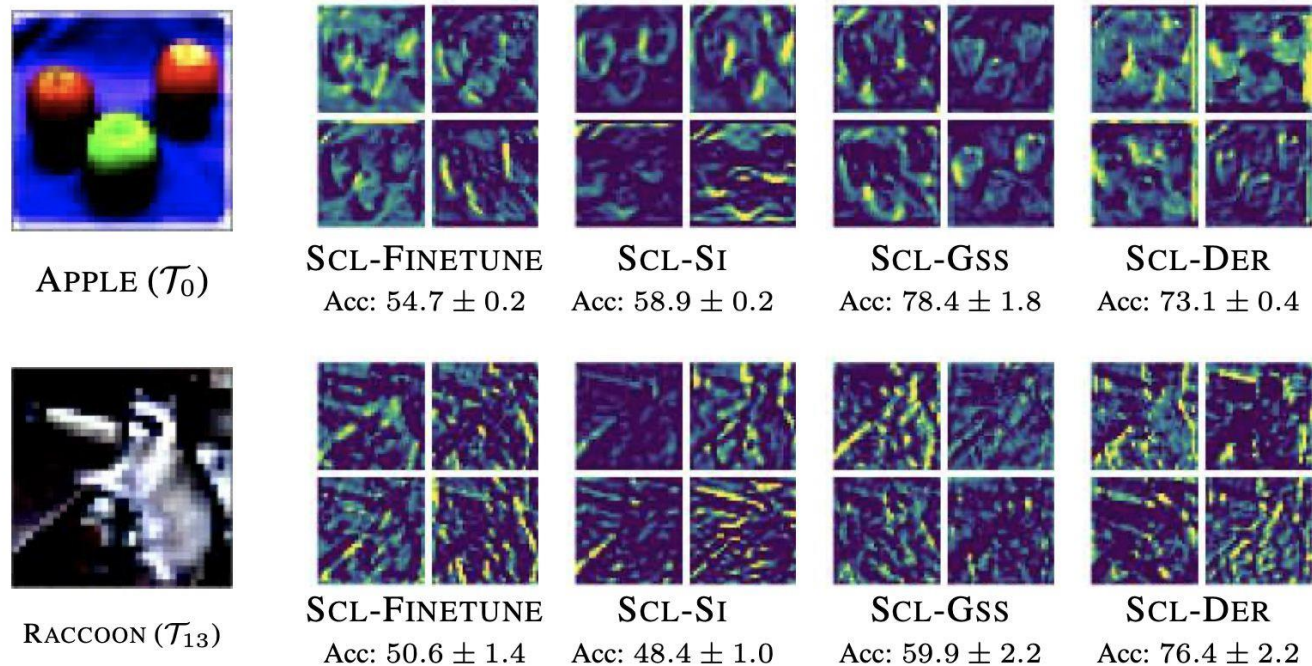 SCL-FINETUNE SCL-SI SCL-GSS SCL-DER
APPLE (𝒯₀)
Acc: 54.7 ± 0.2 Acc: 58.9 ± 0.2 Acc: 78.4 ± 1.8 Acc: 73.1 ± 0.4
SCL-FINETUNE SCL-SI SCL-GSS SCL-DER
RACCOON (𝒯₁₃)
Acc: 50.6 ± 1.4 Acc: 48.4 ± 1.0 Acc: 59.9 ± 2.2 Acc: 76.4 ± 2.2